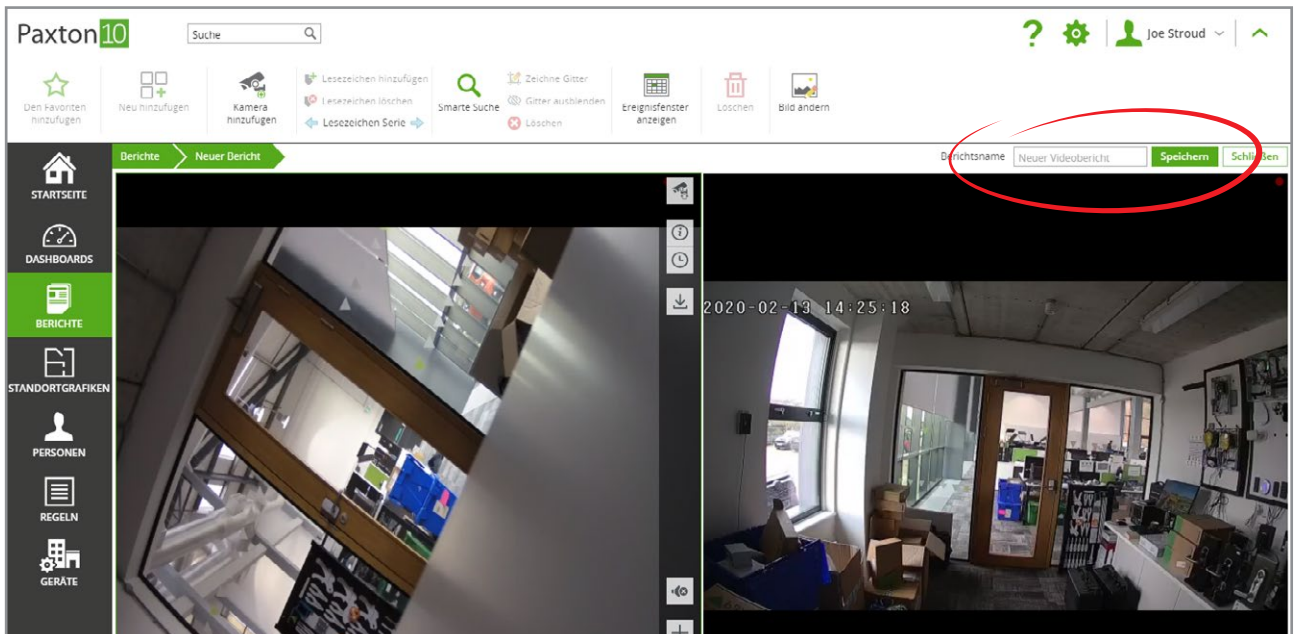 Paxton10
Suche
Joe Stroud
Den Favoriten
hinzufügen
Neu hinzufügen
Kamera
hinzufügen
Lesezeichen hinzufügen
Lesezeichen löschen
Lesezeichen Serie
Smarte Suche
Zeichne Gitter
Gitter ausblenden
Löschen
Ereignisfenster
anzeigen
Löschen
Bild ändern
Berichte
Neuer Bericht
Berichtsname
Neuer Videobericht
Speichern
Schließen
STARTSEITE
DASHBOARDS
BERICHTE
STANDORTGRAFIKEN
PERSONEN
REGELN
GERÄTE
2020-02-13 14:25:18